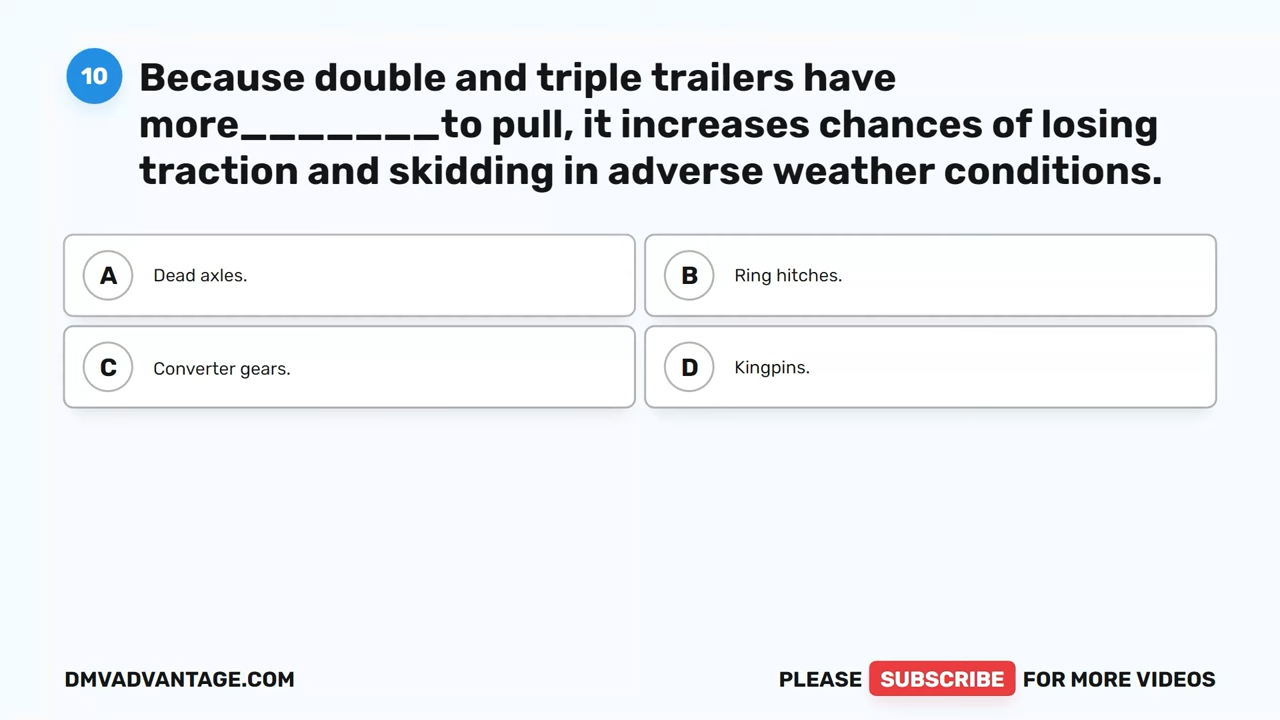 10
Because double and triple trailers have
more_______to pull, it increases chances of losing
traction and skidding in adverse weather conditions.
A Dead axles.
B Ring hitches.
C Converter gears.
D Kingpins.
DMVADVANTAGE.COM
PLEASE SUBSCRIBE FOR MORE VIDEOS